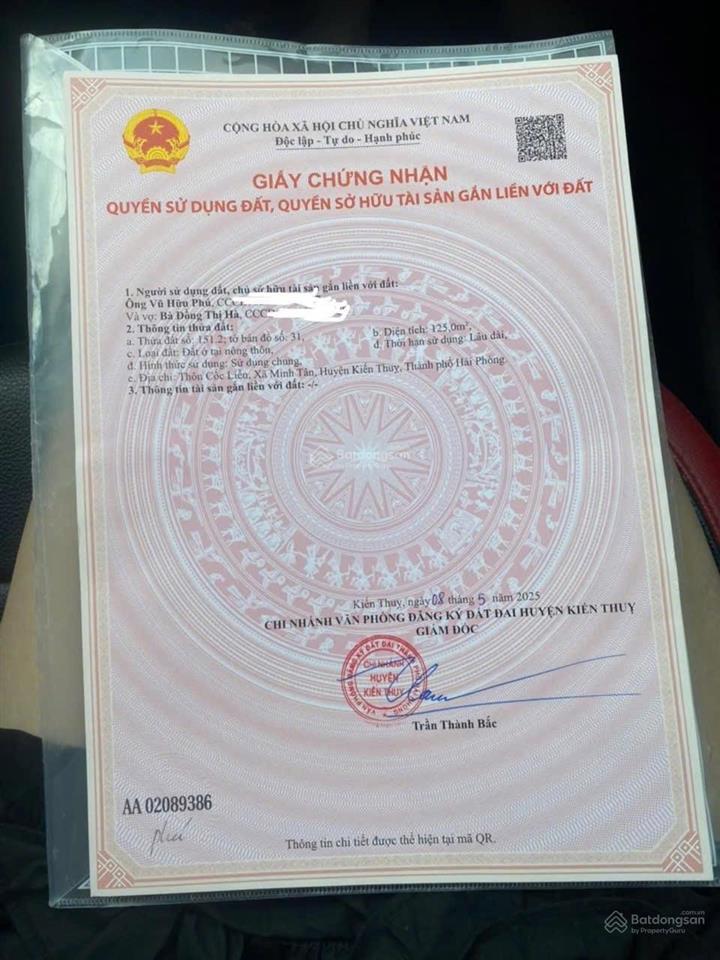 CỘNG HÒA XÃ HỘI CHỦ NGHĨA VIỆT NAM
Độc lập - Tự do - Hạnh phúc
GIẤY CHỨNG NHẬN
QUYỀN SỬ DỤNG ĐẤT, QUYỀN SỞ HỮU TÀI SẢN GẮN LIỀN VỚI ĐẤT
1. Người sử dụng đất, chủ sở hữu tài sản gắn liền với đất:
Ông Vũ Hữu Phú,
Và vợ: Bà Đồng Thị Hà,
2. Thông tin thửa đất:
a. Thửa đất số: 151.2; tờ bản đồ số: 31,
b. Diện tích: 125,0m²,
c. Loại đất: Đất ở tại nông thôn,
d. Thời hạn sử dụng: Lâu dài,
đ. Hình thức sử dụng: Sử dụng chung,
e. Địa chỉ: Thôn Cốc Liễn, Xã Minh Tân, Huyện Kiến Thụy, Thành phố Hải Phòng.
3. Thông tin tài sản gắn liền với đất: -/-
Batdongsan
by PropertyGuru
Kiến Thụy, ngày 08 tháng 5 năm 2025
CHI NHÁNH VĂN PHÒNG ĐĂNG KÝ ĐẤT ĐAI HUYỆN KIẾN THỤY
GIÁM ĐỐC
CHI NHÁNH
HUYỆN
KIẾN THỤY
Trần Thành Bắc
AA 02089386
Thông tin chi tiết được thể hiện tại mã QR.
Batdongsan.com.vn
by PropertyGuru